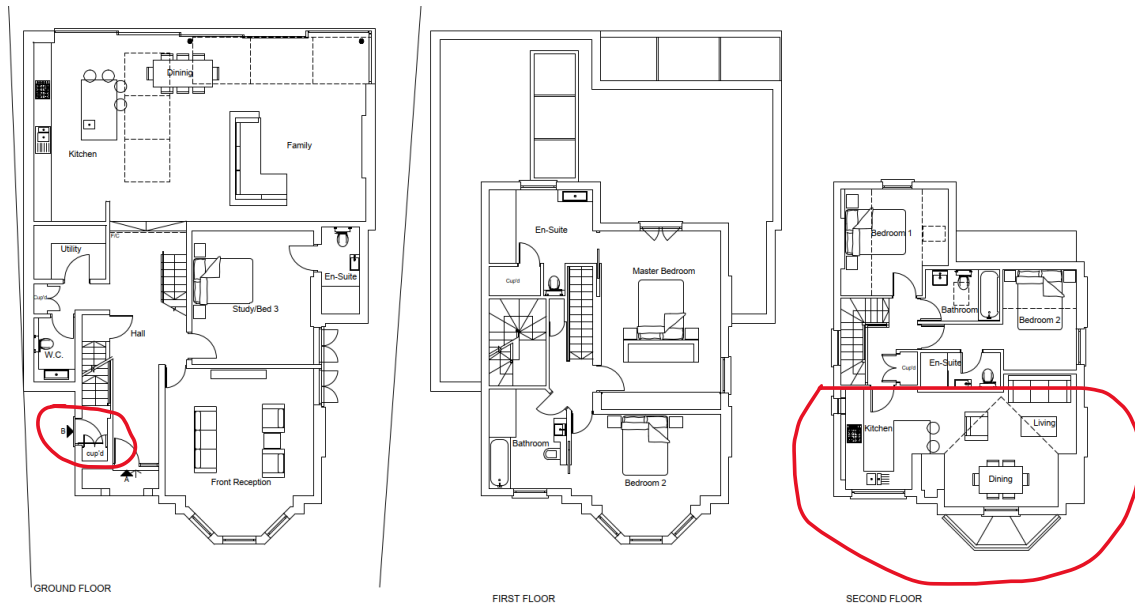 Dininig
Kitchen
Family
Utility
F/C.
Cup'd
En-Suite
Study/Bed 3
Hall
W.C.
B
cup'd
A
Front Reception
GROUND FLOOR
En-Suite
Cup'd
Master Bedroom
Bathroom
Bedroom 2
FIRST FLOOR
Bedroom 1
Bathroom
Bedroom 2
Cup'd
En-Suite
Kitchen
Living
Dining
SECOND FLOOR